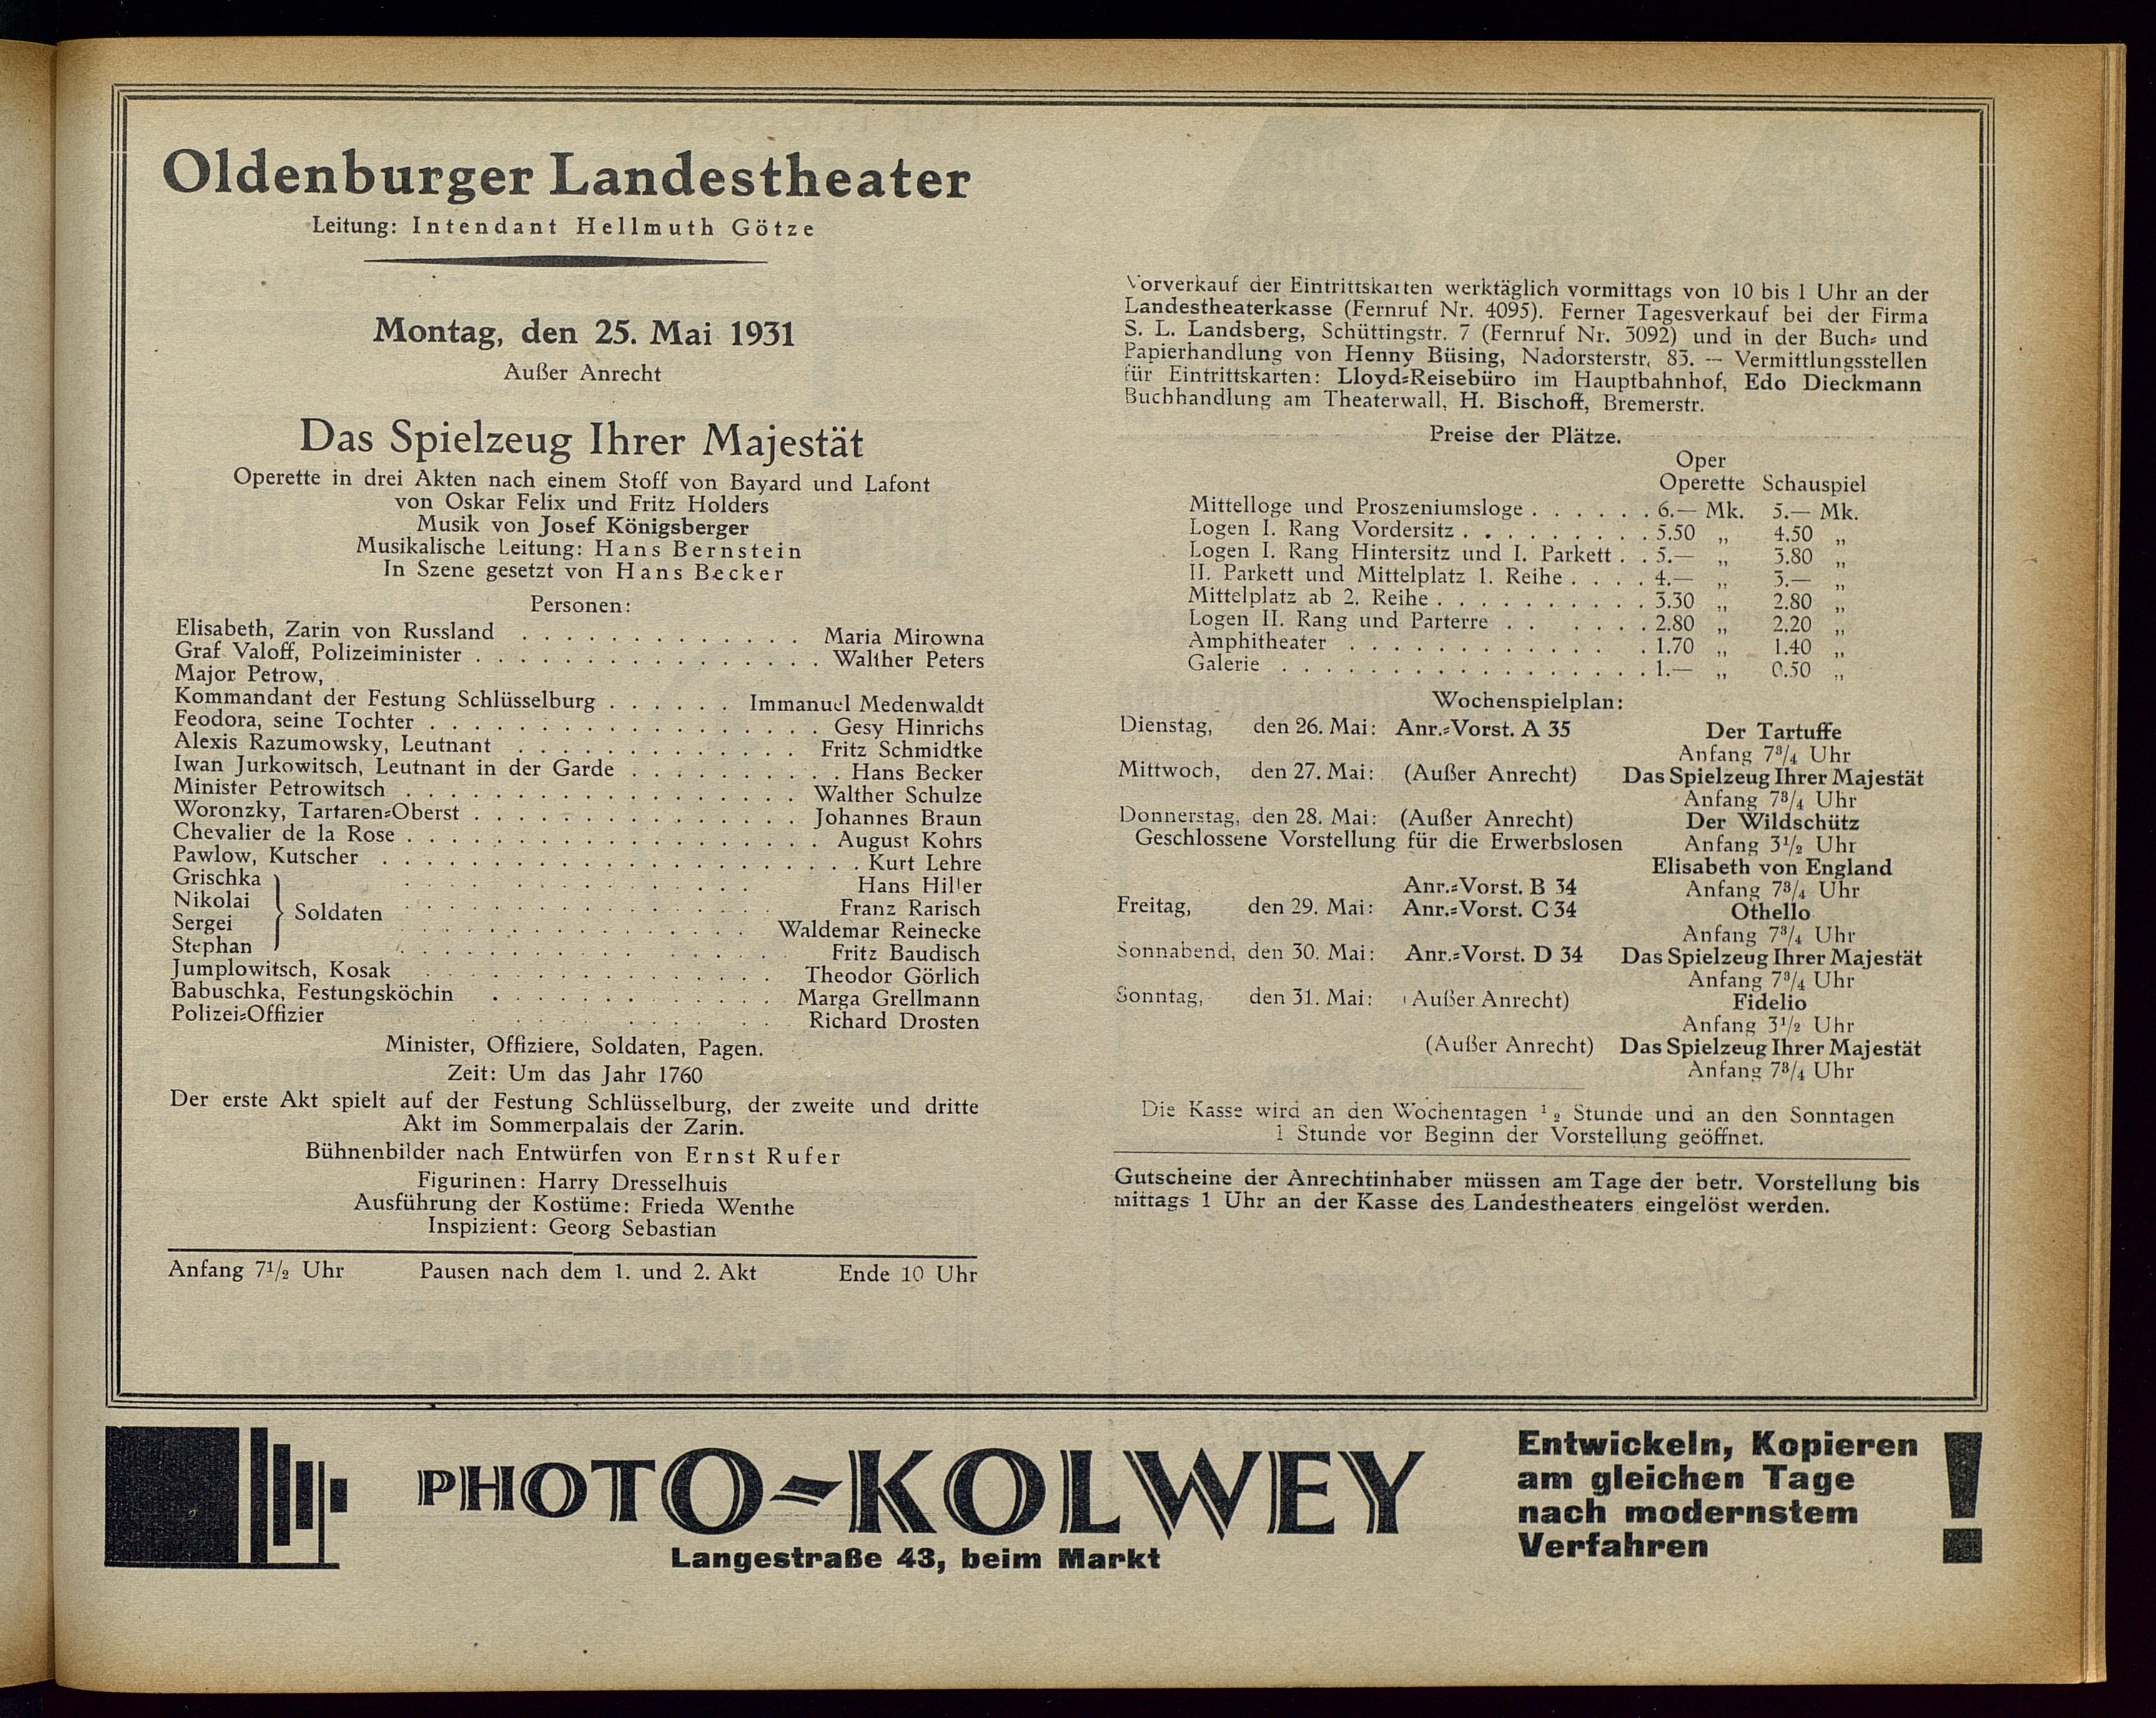 Oldenburger Landestheater
Leitung: Intendant Hellmuth Götze
Montag, den 25. Mai 1931
Außer Anrecht
Das Spielzeug Ihrer Majestät
Operette in drei Akten nach einem Stoff von Bayard und Lafont
von Oskar Felix und Fritz Holders
Musik von Josef Königsberger
Musikalische Leitung: Hans Bernstein
In Szene gesetzt von Hans Becker
Personen:
Elisabeth, Zarin von Russland . . . . . . . . . . . . . Maria Mirowna
Graf Valoff, Polizeiminister . . . . . . . . . . . . . . . Walther Peters
Major Petrow,
Kommandant der Festung Schlüsselburg . . . . . . Immanuel Medenwaldt
Feodora, seine Tochter . . . . . . . . . . . . . . . . Gesy Hinrichs
Alexis Razumowsky, Leutnant . . . . . . . . . . . . . Fritz Schmidtke
Iwan Jurkowitsch, Leutnant in der Garde . . . . . . . . . . Hans Becker
Minister Petrowitsch . . . . . . . . . . . . . . . . . Walther Schulze
Woronzky, Tartaren=Oberst . . . . . . . . . . . . . . . Johannes Braun
Chevalier de la Rose . . . . . . . . . . . . . . . . . August Kohrs
Pawlow, Kutscher . . . . . . . . . . . . . . . . . . . Kurt Lehre
Grischka . . . . . . . . . . . . . Hans Hiller
Nikolai . . . . . . . . . . . . . Franz Rarisch
Soldaten
Sergei . . . . . . . . . . . . . Waldemar Reinecke
Stephan . . . . . . . . . . . . . Fritz Baudisch
Jumplowitsch, Kosak . . . . . . . . . . . . . Theodor Görlich
Babuschka, Festungsköchin . . . . . . . . . . . Marga Grellmann
Polizei=Offizier . . . . . . . . . . . . Richard Drosten
Minister, Offiziere, Soldaten, Pagen.
Zeit: Um das Jahr 1760
Der erste Akt spielt auf der Festung Schlüsselburg, der zweite und dritte
Akt im Sommerpalais der Zarin.
Bühnenbilder nach Entwürfen von Ernst Rufer
Figurinen: Harry Dresselhuis
Ausführung der Kostüme: Frieda Wenthe
Inspizient: Georg Sebastian
Anfang 7½ Uhr Pausen nach dem 1. und 2. Akt Ende 10 Uhr
Vorverkauf der Eintrittskarten werktäglich vormittags von 10 bis 1 Uhr an der
Landestheaterkasse (Fernruf Nr. 4095). Ferner Tagesverkauf bei der Firma
S. L. Landsberg, Schüttingstr. 7 (Fernruf Nr. 3092) und in der Buch= und
Papierhandlung von Henny Büsing, Nadorsterstr. 83. — Vermittlungsstellen
für Eintrittskarten: Lloyd=Reisebüro im Hauptbahnhof, Edo Dieckmann
Buchhandlung am Theaterwall, H. Bischoff, Bremerstr.
Preise der Plätze.
Oper
Operette Schauspiel
Mittelloge und Proszeniumsloge . . . . . . 6.— Mk. 5.— Mk.
Logen I. Rang Vordersitz . . . . . . . . . 5.50 „ 4.50 „
Logen I. Rang Hintersitz und I. Parkett . . 5.— „ 3.80 „
II. Parkett und Mittelplatz 1. Reihe . . . . 4.— „ 3.— „
Mittelplatz ab 2. Reihe . . . . . . . . . . 3.30 „ 2.80 „
Logen II. Rang und Parterre . . . . . . 2.80 „ 2.20 „
Amphitheater . . . . . . . . . . . . 1.70 „ 1.40 „
Galerie . . . . . . . . . . . . . . . . 1.— „ 0.50 „
Wochenspielplan:
Dienstag, den 26. Mai: Anr.=Vorst. A 35 Der Tartuffe
Anfang 7¾ Uhr
Mittwoch, den 27. Mai: (Außer Anrecht) Das Spielzeug Ihrer Majestät
Anfang 7¾ Uhr
Donnerstag, den 28. Mai: (Außer Anrecht) Der Wildschütz
Geschlossene Vorstellung für die Erwerbslosen Anfang 3½ Uhr
Elisabeth von England
Anr.=Vorst. B 34 Anfang 7¾ Uhr
Freitag, den 29. Mai: Anr.=Vorst. C 34 Othello
Anfang 7¾ Uhr
Sonnabend, den 30. Mai: Anr.=Vorst. D 34 Das Spielzeug Ihrer Majestät
Anfang 7¾ Uhr
Sonntag, den 31. Mai: (Außer Anrecht) Fidelio
Anfang 3½ Uhr
(Außer Anrecht) Das Spielzeug Ihrer Majestät
Anfang 7¾ Uhr
Die Kasse wird an den Wochentagen ½ Stunde und an den Sonntagen
1 Stunde vor Beginn der Vorstellung geöffnet.
Gutscheine der Anrechtinhaber müssen am Tage der betr. Vorstellung bis
mittags 1 Uhr an der Kasse des Landestheaters eingelöst werden.
PHOTO=KOLWEY
Langestraße 43, beim Markt
Entwickeln, Kopieren
am gleichen Tage
nach modernstem
Verfahren !